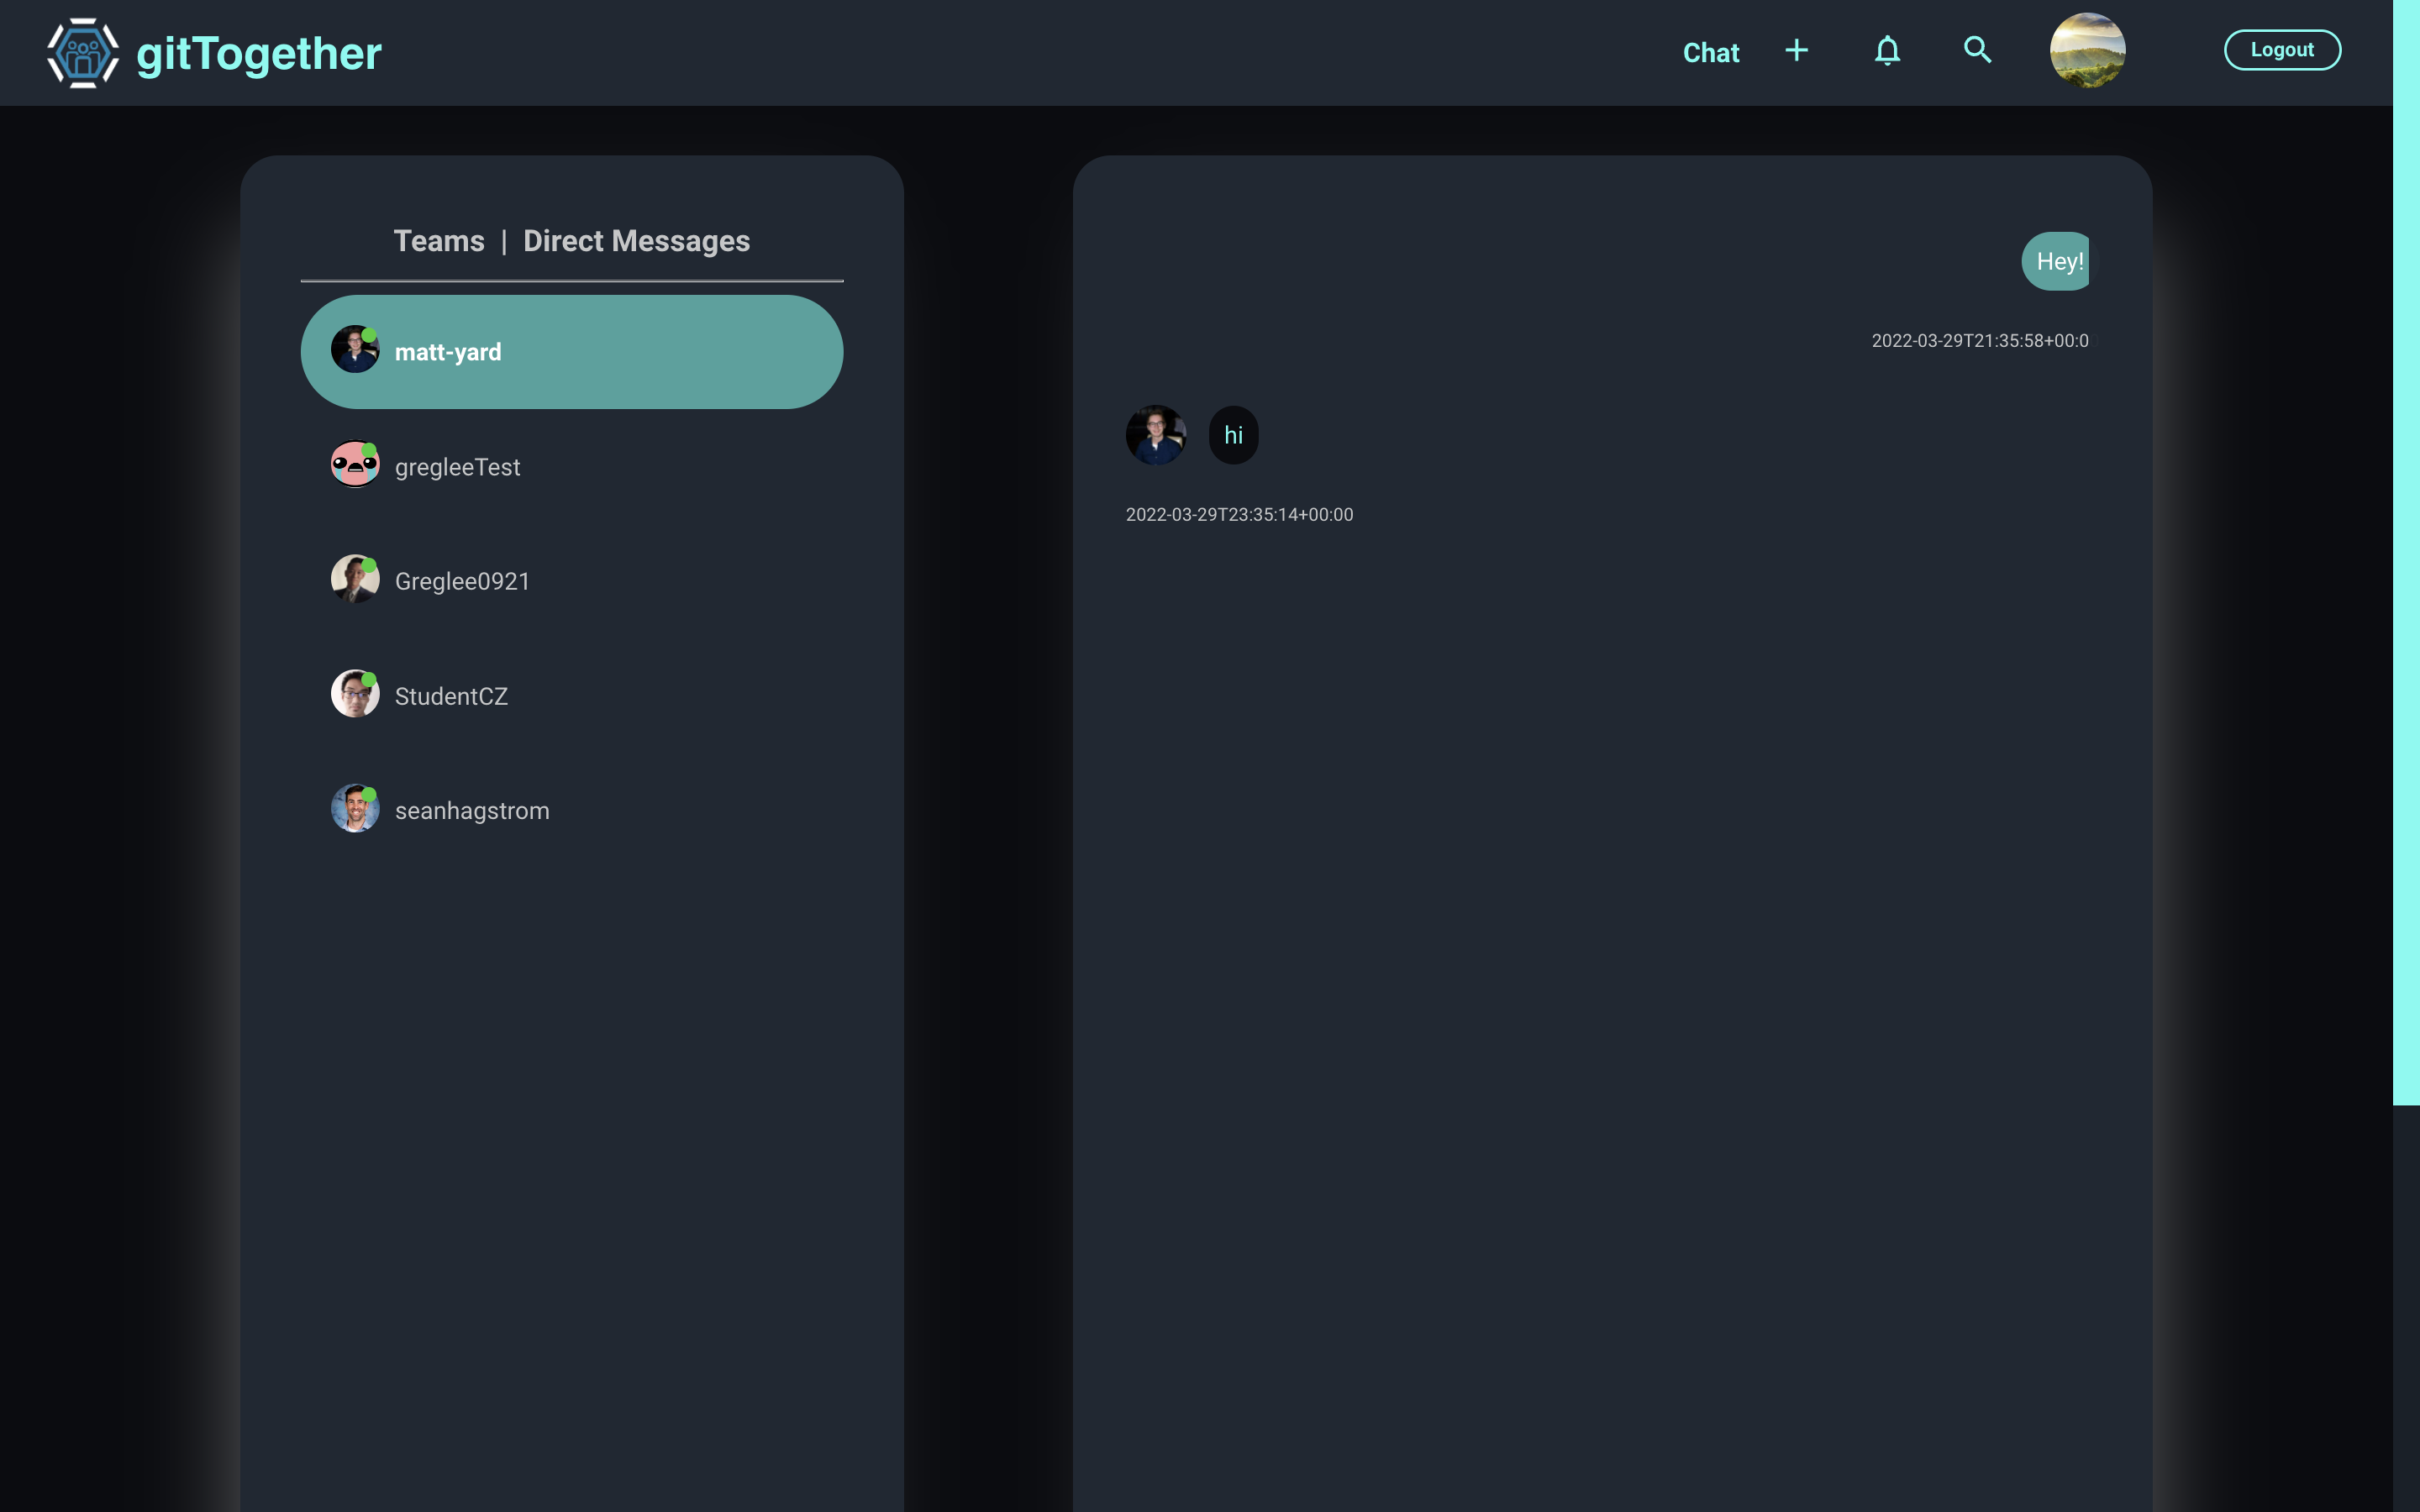 gitTogether
Chat
Logout
Teams | Direct Messages
matt-yard
gregleeTest
Greglee0921
StudentCZ
seanhagstrom
Hey!
2022-03-29T21:35:58+00:0
hi
2022-03-29T23:35:14+00:00